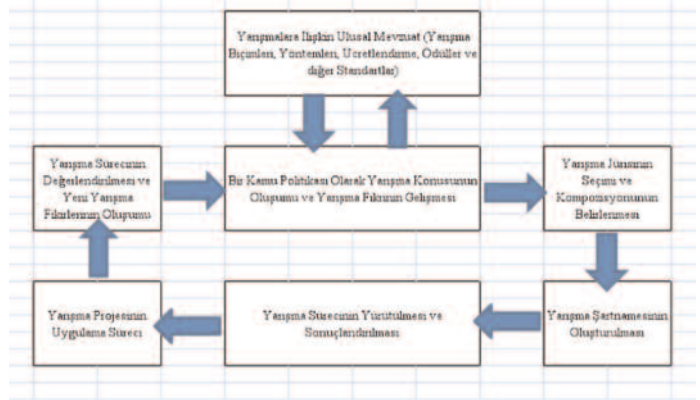 Yarışmalara İlişkin Ulusal Mevzuat (Yarışma
Biçimleri, Yöntemleri, Ücretlendirme, Ödüller ve
diğer Standartlar)
Yarışma Sürecinin
Değerlendirilmesi ve
Yeni Yarışma
Fikirlerinin Oluşumu
Bir Kamu Politikası Olarak Yarışma Konusunun
Oluşumu ve Yarışma Fikrinin Gelişmesi
Yarışma Jürisinin
Seçimi ve
Kompozisyonunun
Belirlenmesi
Yarışma Projesinin
Uygulama Süreci
Yarışma Sürecinin Yürütülmesi ve
Sonuçlandırılması
Yarışma Şartnamesinin
Oluşturulması